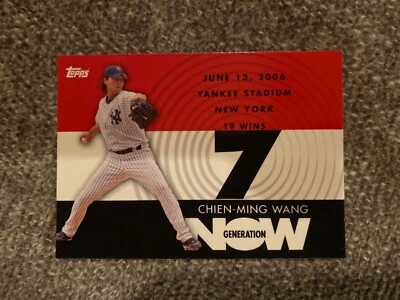 Topps
JUNE 13, 2006
YANKEE STADIUM
NEW YORK
19 WINS
7
CHIEN-MING WANG
GENERATION
NOW